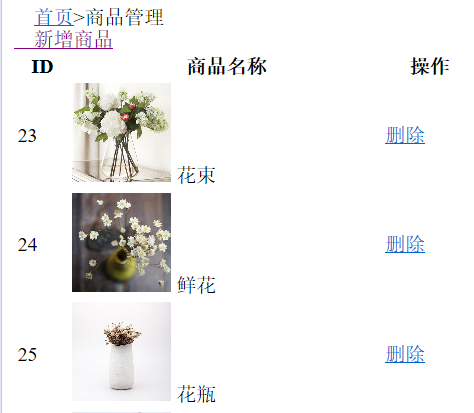 首页>商品管理
新增商品
ID 商品名称 操作
23 花束 删除
24 鲜花 删除
25 花瓶 删除